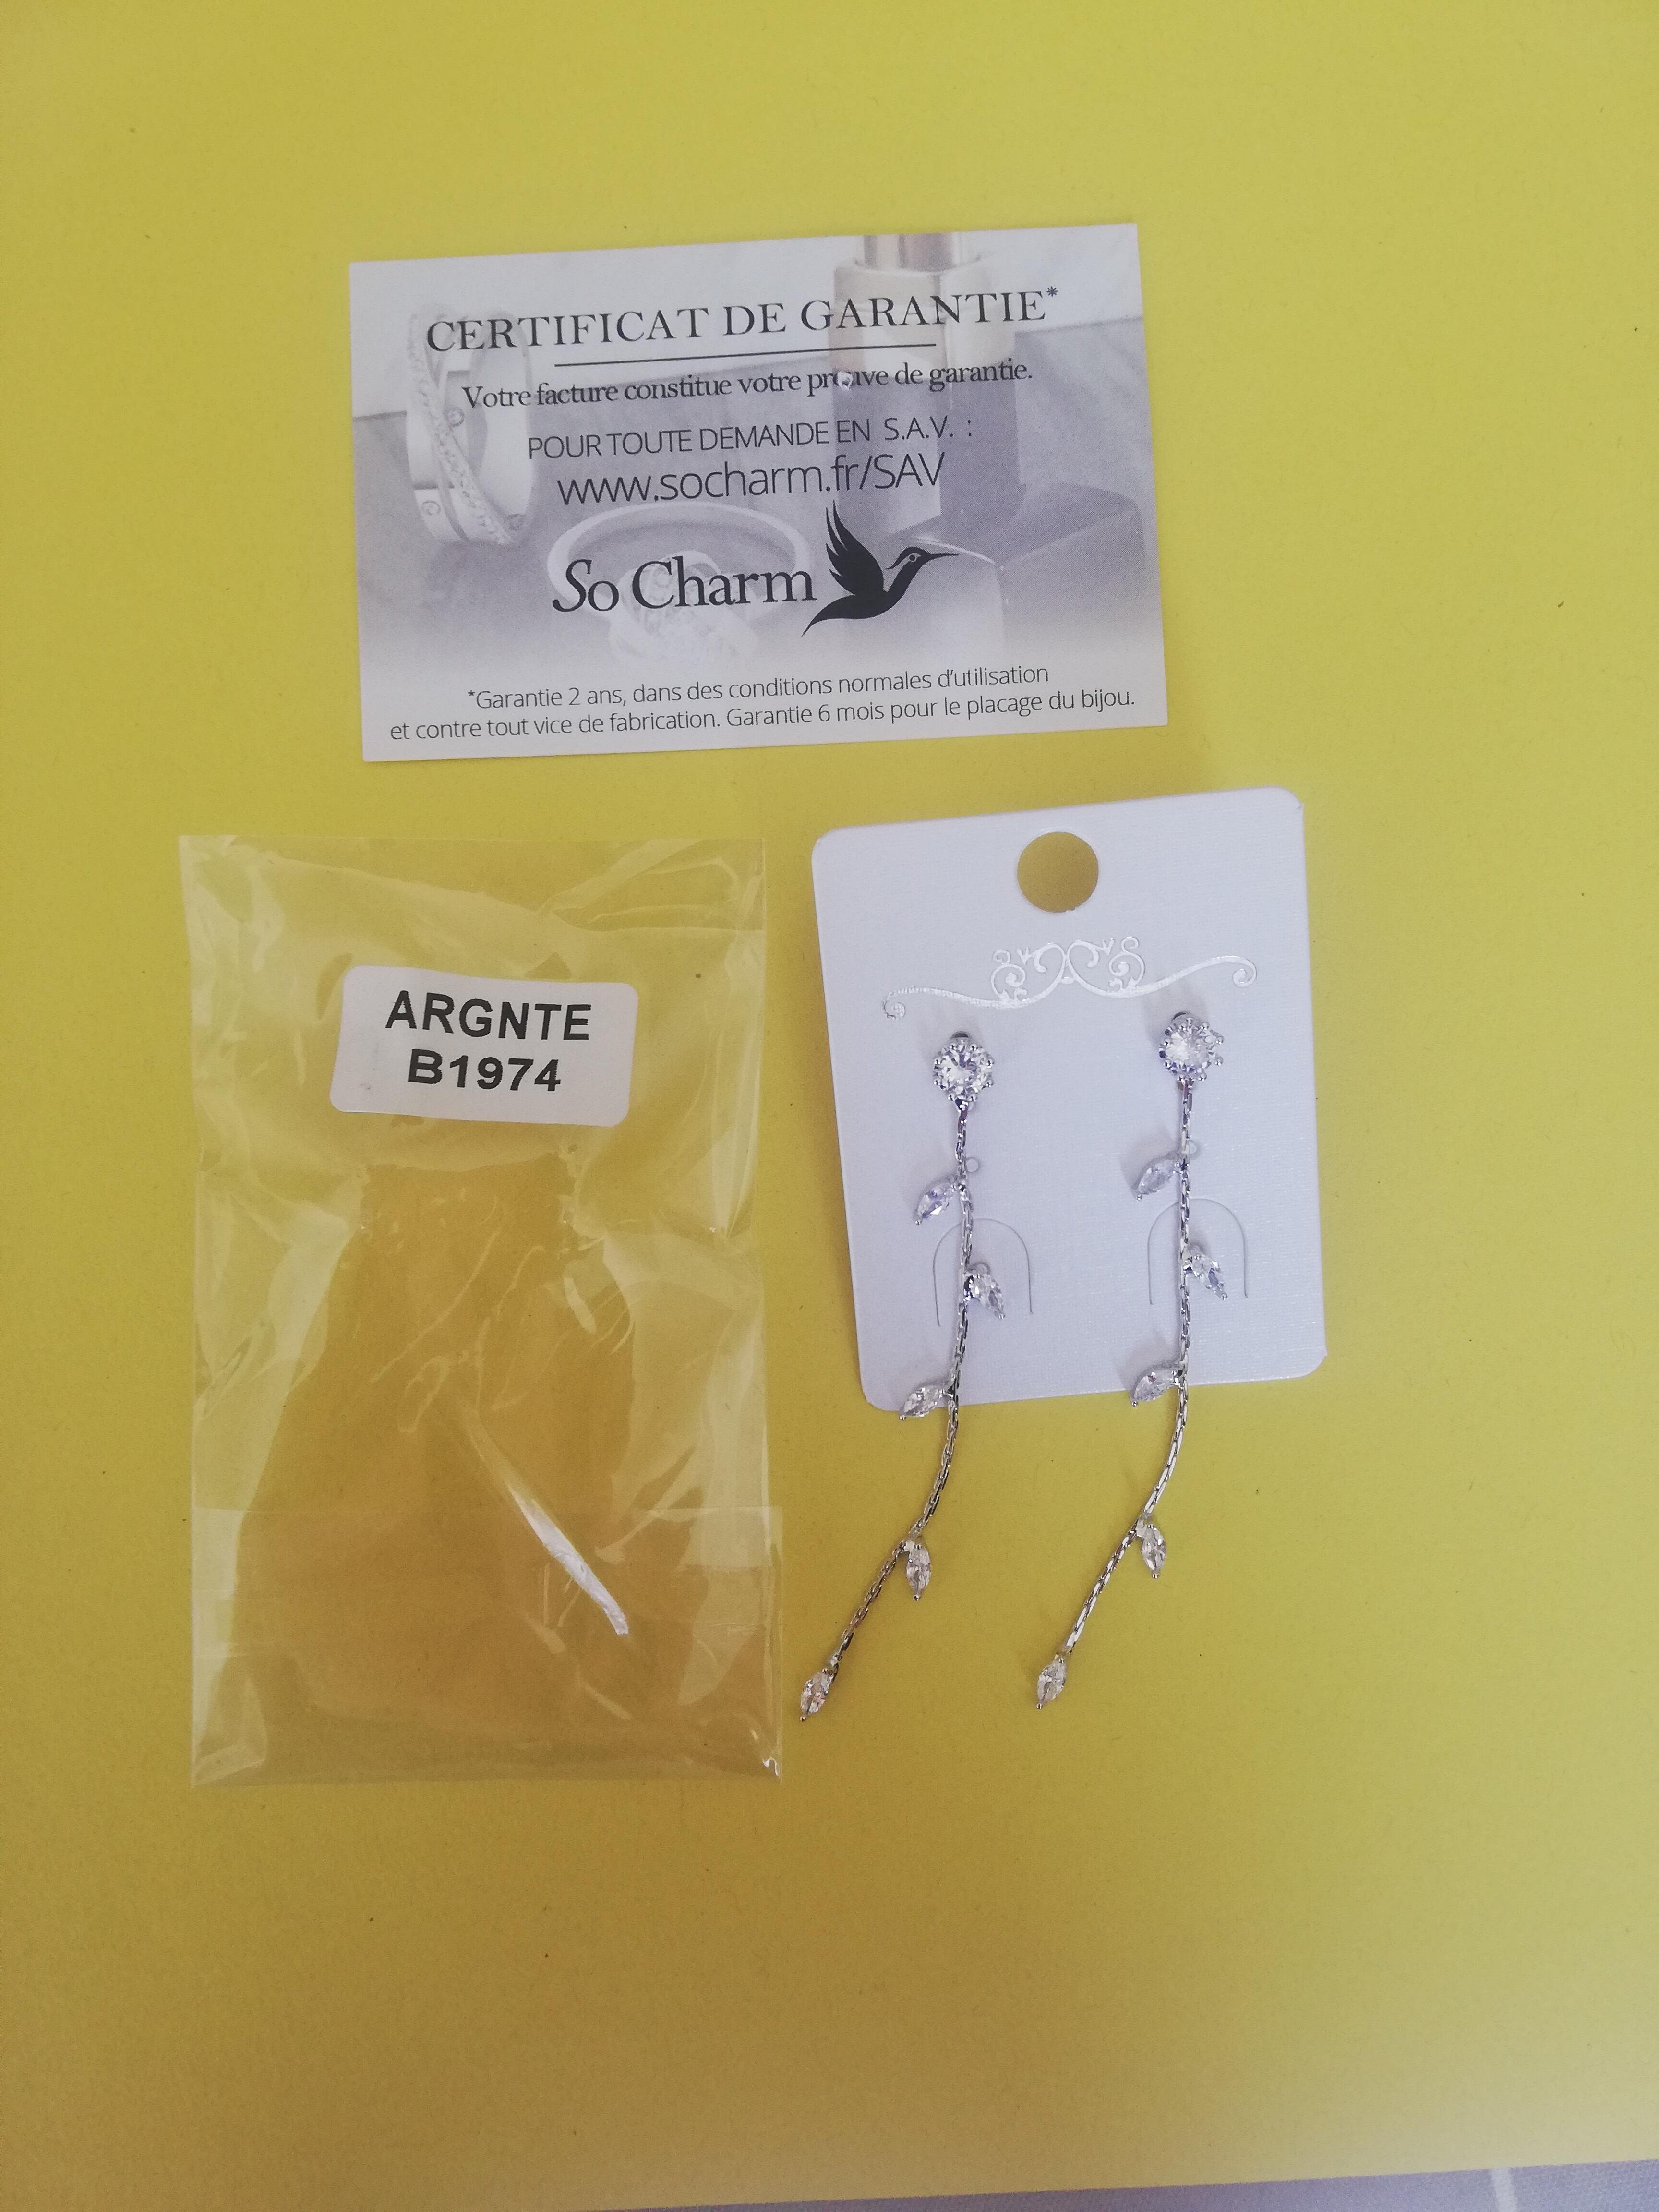 CERTIFICAT DE GARANTIE*
Votre facture constitue votre preuve de garantie.
POUR TOUTE DEMANDE EN S.A.V. :
www.socharm.fr/SAV
So Charm
*Garantie 2 ans, dans des conditions normales d'utilisation
et contre tout vice de fabrication. Garantie 6 mois pour le placage du bijou.
ARGNTE
B1974